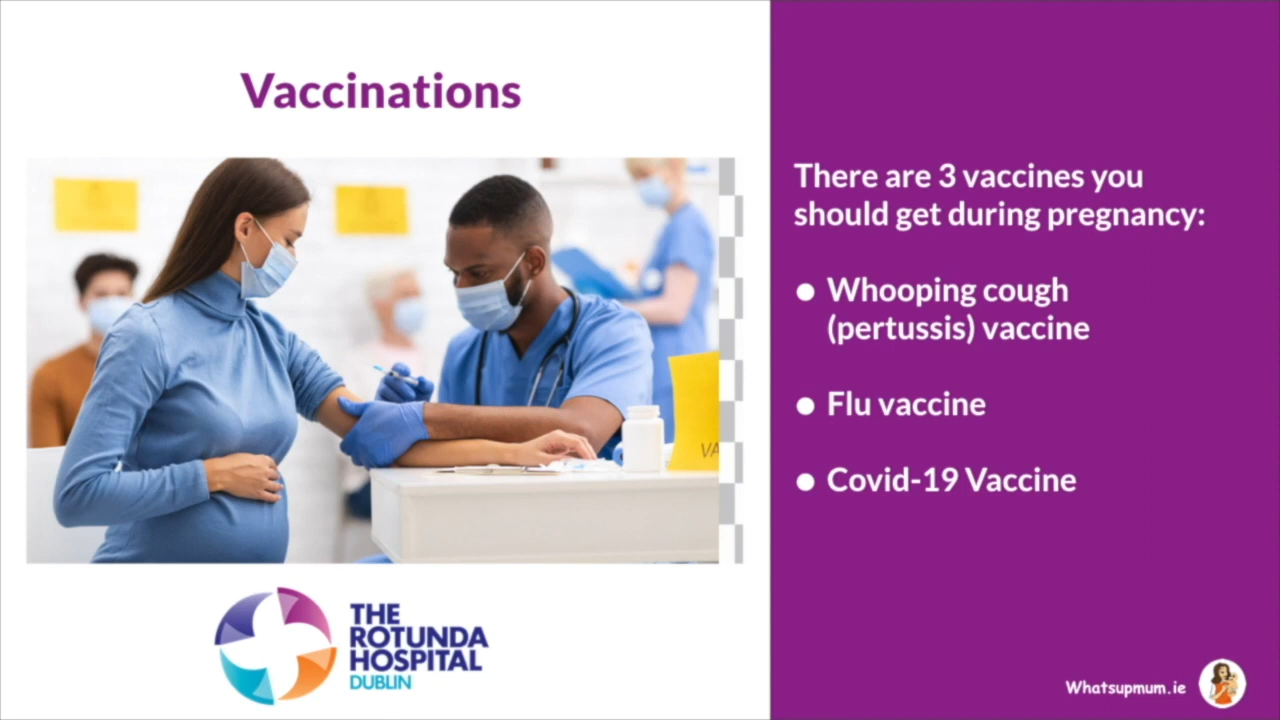 Vaccinations
There are 3 vaccines you
should get during pregnancy:
● Whooping cough
(pertussis) vaccine
● Flu vaccine
● Covid-19 Vaccine
VA
THE
ROTUNDA
HOSPITAL
DUBLIN
Whatsupmum.ie